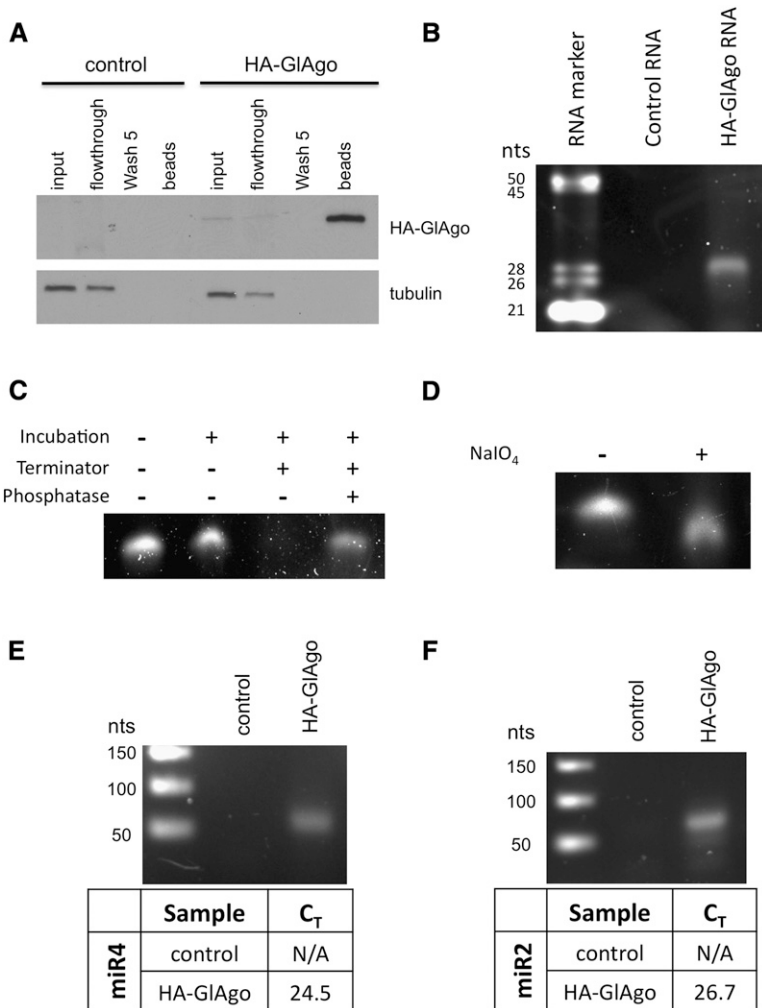 A
control HA-GlAgo
input flowthrough Wash 5 beads input flowthrough Wash 5 beads
HA-GlAgo
tubulin
B
RNA marker Control RNA HA-GlAgo RNA
nts
50
45
28
26
21
C
Incubation - + + +
Terminator - - + +
Phosphatase - - - +
D
NaIO4 - +
E
control HA-GlAgo
nts
150
100
50
miR4
Sample CT
control N/A
HA-GlAgo 24.5
F
control HA-GlAgo
nts
150
100
50
miR2
Sample CT
control N/A
HA-GlAgo 26.7